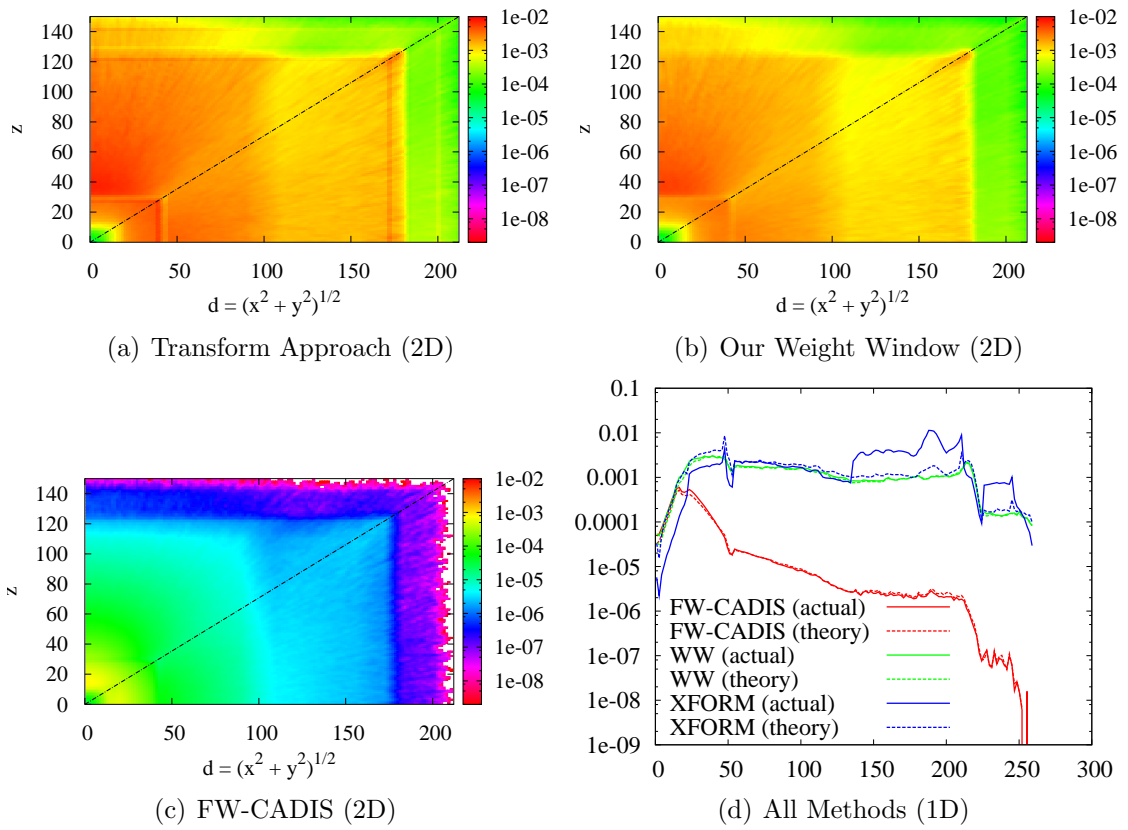 140
120
100
80
60
40
20
0
z
0 50 100 150 200
d = (x² + y²)^1/2
1e-02
1e-03
1e-04
1e-05
1e-06
1e-07
1e-08
(a) Transform Approach (2D)
140
120
100
80
60
40
20
0
z
0 50 100 150 200
d = (x² + y²)^1/2
1e-02
1e-03
1e-04
1e-05
1e-06
1e-07
1e-08
(b) Our Weight Window (2D)
140
120
100
80
60
40
20
0
z
0 50 100 150 200
d = (x² + y²)^1/2
1e-02
1e-03
1e-04
1e-05
1e-06
1e-07
1e-08
(c) FW-CADIS (2D)
0.1
0.01
0.001
0.0001
1e-05
1e-06
1e-07
1e-08
1e-09
FW-CADIS (actual)
FW-CADIS (theory)
WW (actual)
WW (theory)
XFORM (actual)
XFORM (theory)
0 50 100 150 200 250 300
(d) All Methods (1D)